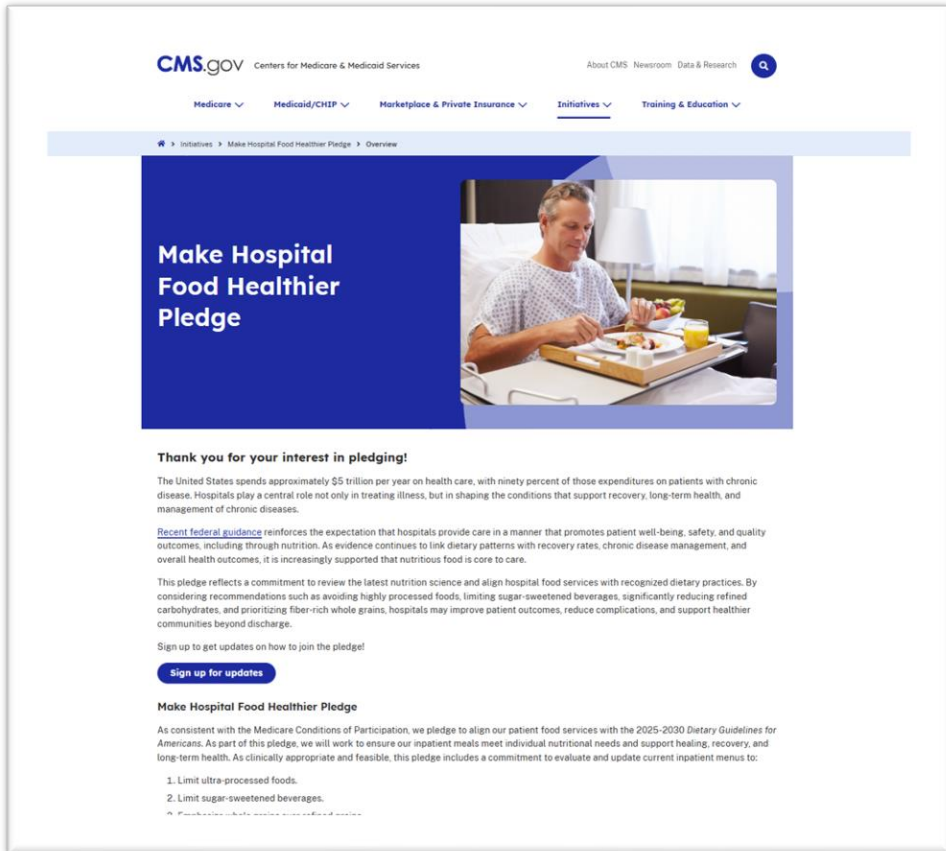 CMS.gov Centers for Medicare & Medicaid Services
About CMS Newsroom Data & Research
Medicare Medicaid/CHIP Marketplace & Private Insurance Initiatives Training & Education
> Initiatives > Make Hospital Food Healthier Pledge > Overview
Make Hospital
Food Healthier
Pledge
Thank you for your interest in pledging!
The United States spends approximately $5 trillion per year on health care, with ninety percent of those expenditures on patients with chronic
disease. Hospitals play a central role not only in treating illness, but in shaping the conditions that support recovery, long-term health, and
management of chronic diseases.
Recent federal guidance reinforces the expectation that hospitals provide care in a manner that promotes patient well-being, safety, and quality
outcomes, including through nutrition. As evidence continues to link dietary patterns with recovery rates, chronic disease management, and
overall health outcomes, it is increasingly supported that nutritious food is core to care.
This pledge reflects a commitment to review the latest nutrition science and align hospital food services with recognized dietary practices. By
considering recommendations such as avoiding highly processed foods, limiting sugar-sweetened beverages, significantly reducing refined
carbohydrates, and prioritizing fiber-rich whole grains, hospitals may improve patient outcomes, reduce complications, and support healthier
communities beyond discharge.
Sign up to get updates on how to join the pledge!
Sign up for updates
Make Hospital Food Healthier Pledge
As consistent with the Medicare Conditions of Participation, we pledge to align our patient food services with the 2025-2030 Dietary Guidelines for
Americans. As part of this pledge, we will work to ensure our inpatient meals meet individual nutritional needs and support healing, recovery, and
long-term health. As clinically appropriate and feasible, this pledge includes a commitment to evaluate and update current inpatient menus to:
1. Limit ultra-processed foods.
2. Limit sugar-sweetened beverages.